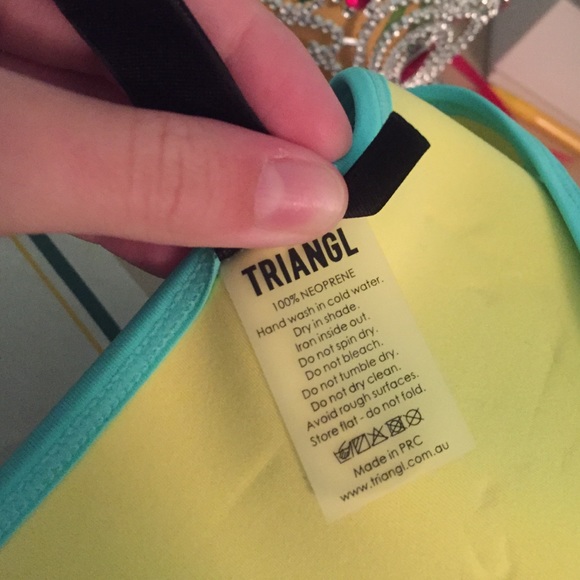 TRIANGL
100% NEOPRENE
Hand wash in cold water.
Dry in shade.
Iron inside out.
Do not spin dry.
Do not bleach.
Do not tumble dry.
Do not dry clean.
Avoid rough surfaces.
Store flat - do not fold.
Made in PRC
www.triangl.com.au